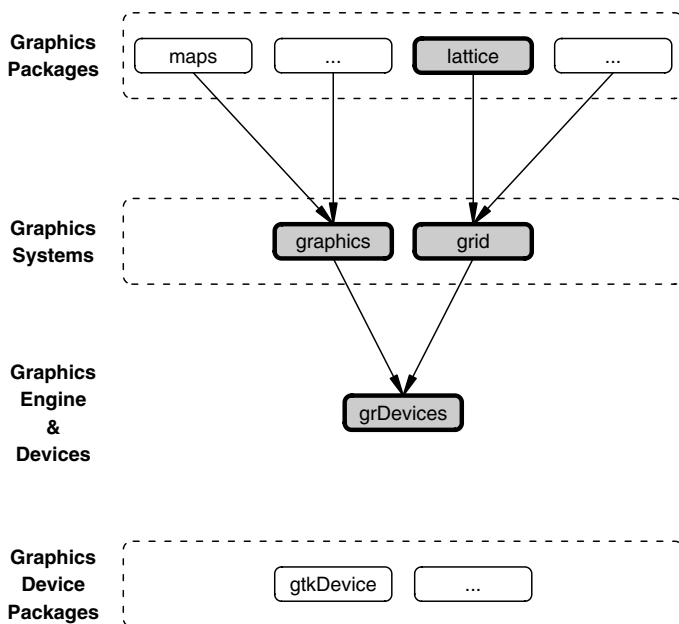 Graphics
Packages
maps
...
lattice
...
Graphics
Systems
graphics
grid
Graphics
Engine
&
Devices
grDevices
Graphics
Device
Packages
gtkDevice
...